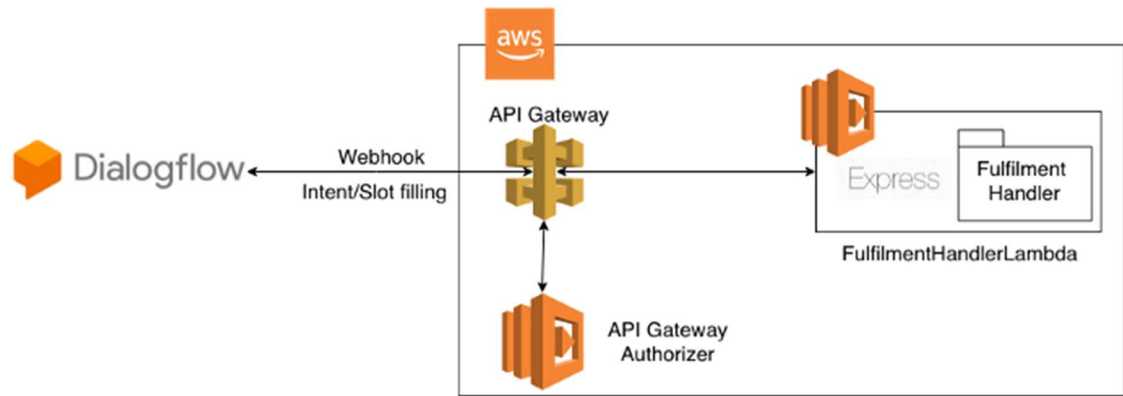 aws
API Gateway
Dialogflow
Webhook
Intent/Slot filling
Express
Fulfilment
Handler
FulfilmentHandlerLambda
API Gateway
Authorizer